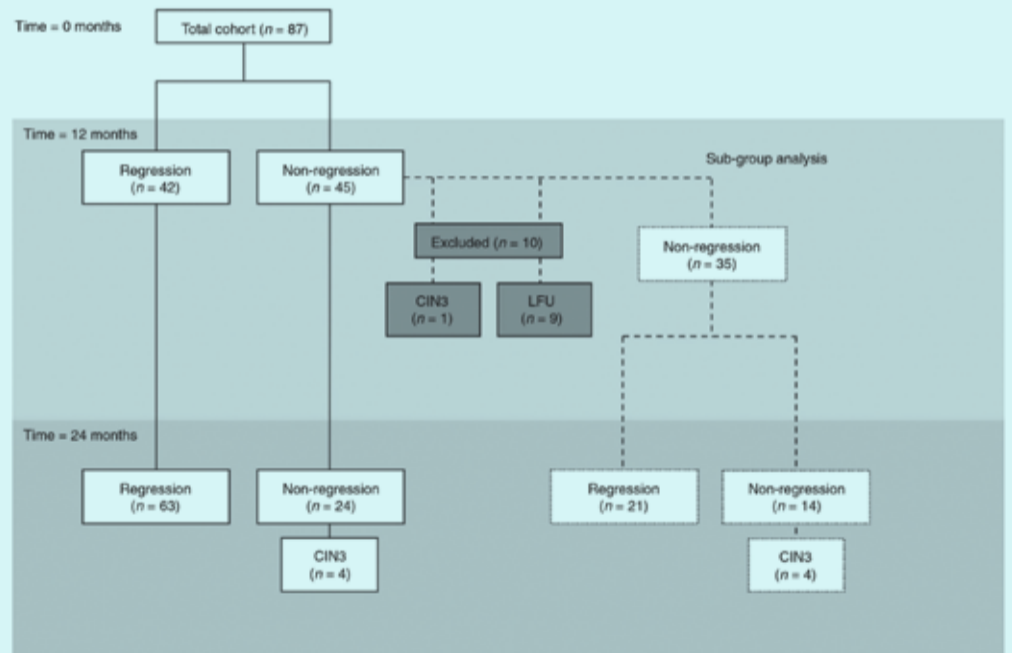 Time = 0 months
Total cohort (n = 87)
Time = 12 months
Regression
(n = 42)
Non-regression
(n = 45)
Sub-group analysis
Excluded (n = 10)
Non-regression
(n = 35)
CIN3
(n = 1)
LFU
(n = 9)
Time = 24 months
Regression
(n = 63)
Non-regression
(n = 24)
Regression
(n = 21)
Non-regression
(n = 14)
CIN3
(n = 4)
CIN3
(n = 4)